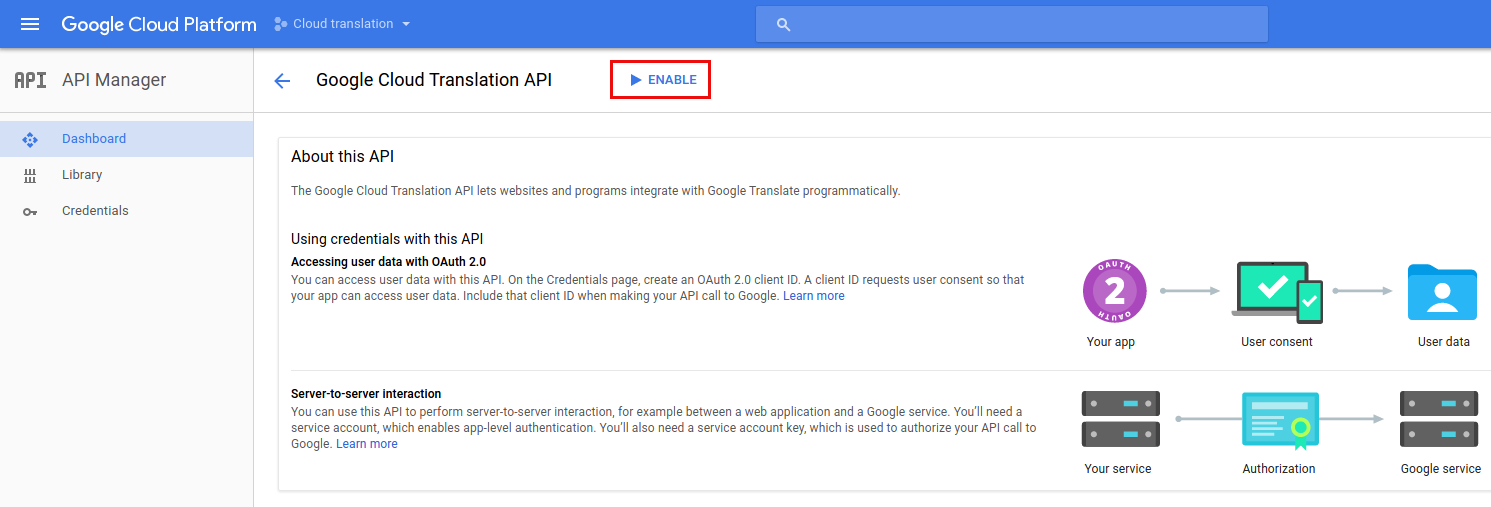 Google Cloud Platform
Cloud translation
API
API Manager
Google Cloud Translation API
ENABLE
Dashboard
Library
Credentials
About this API
The Google Cloud Translation API lets websites and programs integrate with Google Translate programmatically.
Using credentials with this API
Accessing user data with OAuth 2.0
You can access user data with this API. On the Credentials page, create an OAuth 2.0 client ID. A client ID requests user consent so that
your app can access user data. Include that client ID when making your API call to Google. Learn more
OAUTH
2
OAUTH
Your app
User consent
User data
Server-to-server interaction
You can use this API to perform server-to-server interaction, for example between a web application and a Google service. You'll need a
service account, which enables app-level authentication. You'll also need a service account key, which is used to authorize your API call to
Google. Learn more
Your service
Authorization
Google service